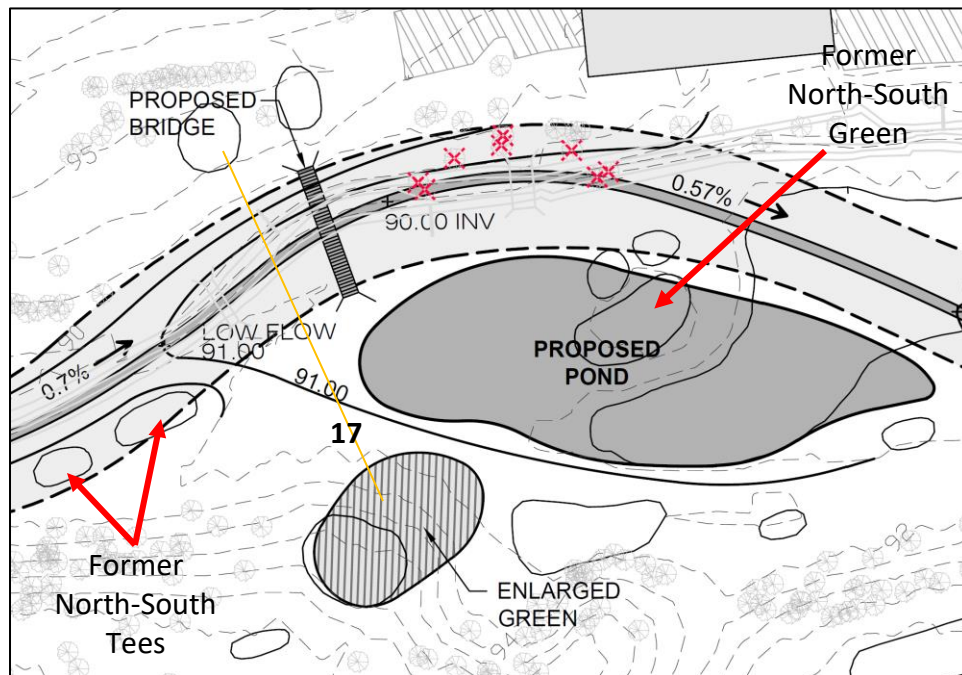 Former
North-South
Green
PROPOSED
BRIDGE
95
0.57%
90.00 INV
LOW FLOW
91.00
90
0.7%
91.00
PROPOSED
POND
17
Former
North-South
Tees
ENLARGED
GREEN
94